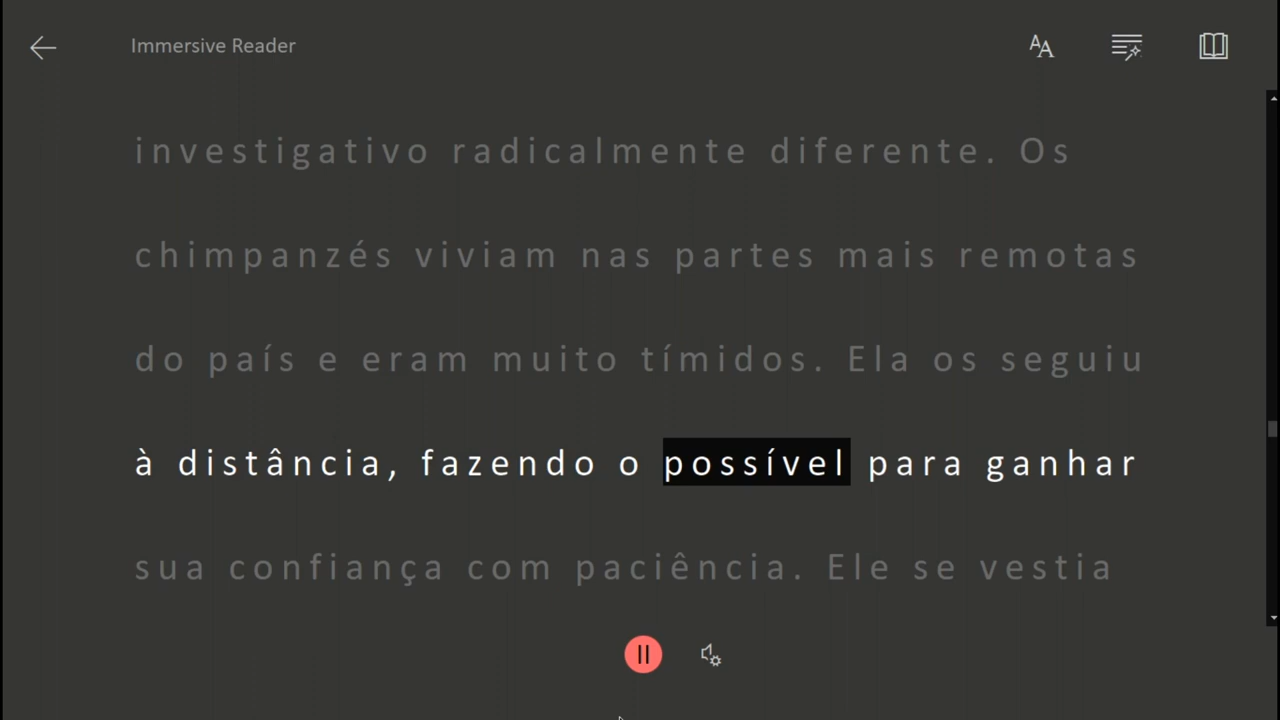 Immersive Reader
investigativo radicalmente diferente. Os
chimpanzés viviam nas partes mais remotas
do país e eram muito tímidos. Ela os seguiu
à distância, fazendo o possível para ganhar
sua confiança com paciência. Ele se vestia